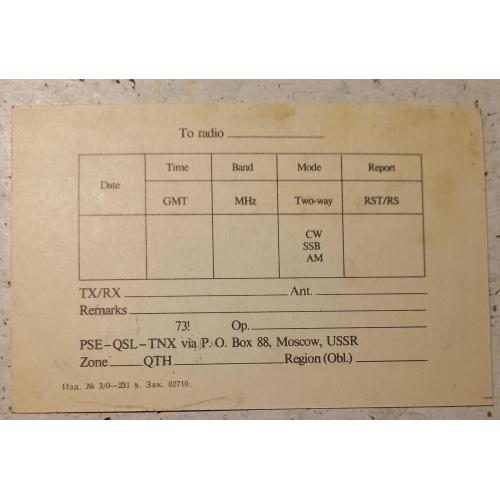 To radio
Date Time Band Mode Report
GMT MHz Two-way RST/RS
CW
SSB
AM
TX/RX Ant.
Remarks
73! Op.
PSE-QSL-TNX via P. O. Box 88, Moscow, USSR
Zone QTH Region (Obl.)
Изд. № 3/0—231 з. Зак. 02710.